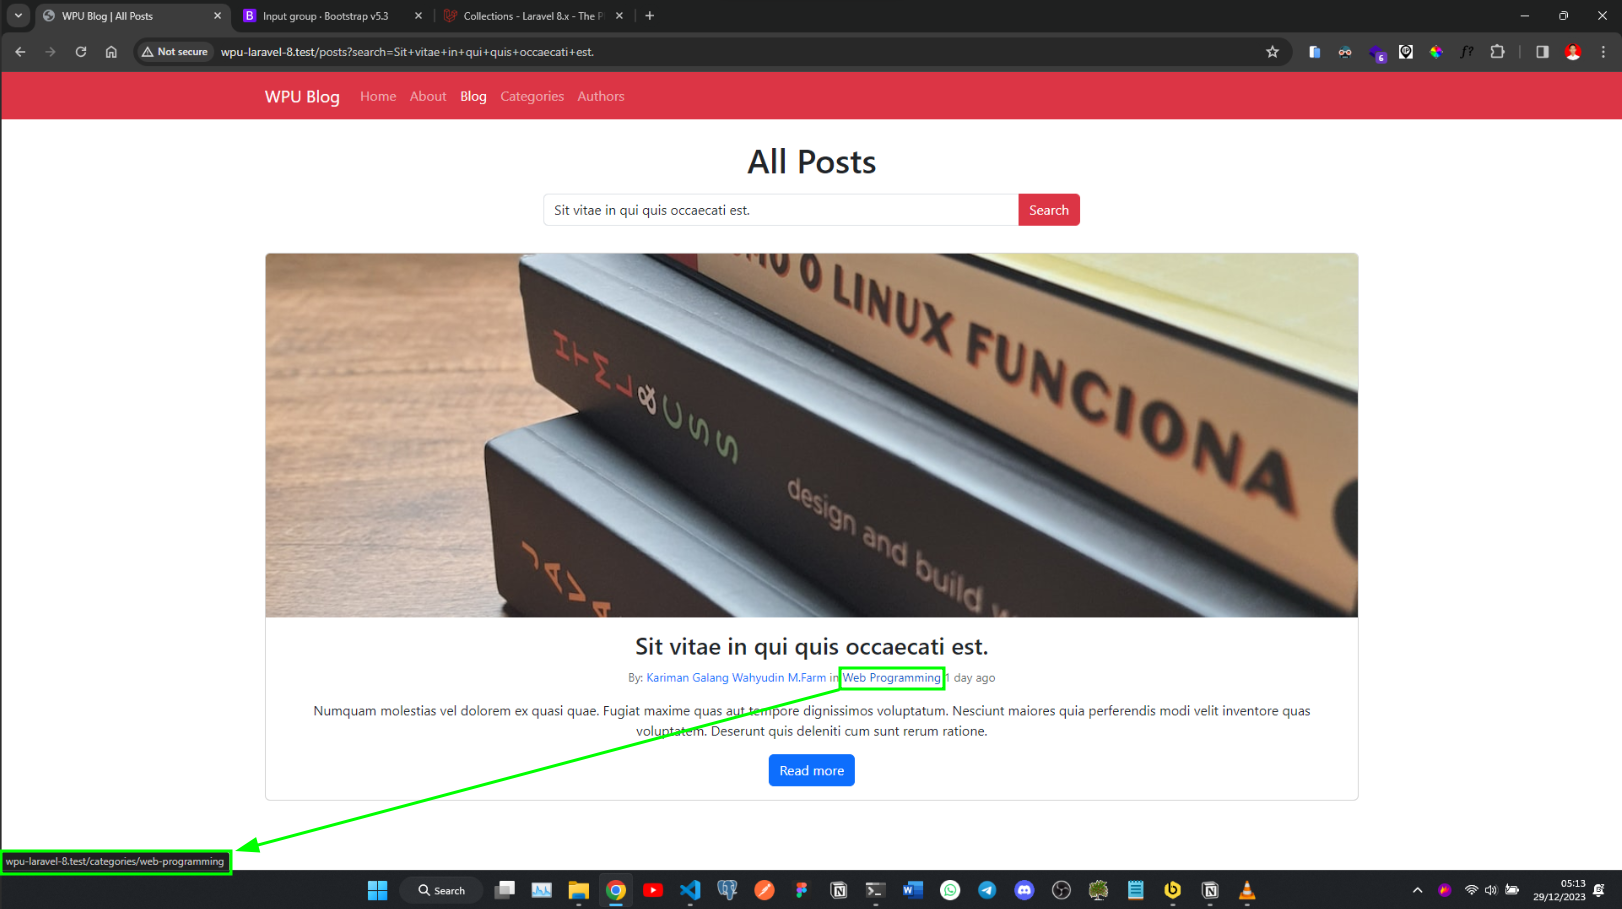 WPU Blog | All Posts
Input group · Bootstrap v5.3
Collections - Laravel 8.x - The P
Not secure
wpu-laravel-8.test/posts?search=Sit+vitae+in+qui+quis+occaecati+est.
6
f?
WPU Blog
Home
About
Blog
Categories
Authors
All Posts
Sit vitae in qui quis occaecati est.
Search
O LINUX FUNCIONA
HTML & CSS
design and build
JAVA
Sit vitae in qui quis occaecati est.
By: Kariman Galang Wahyudin M.Farm in Web Programming 1 day ago
Numquam molestias vel dolorem ex quasi quae. Fugiat maxime quas aut tempore dignissimos voluptatum. Nesciunt maiores quia perferendis modi velit inventore quas
voluptatem. Deserunt quis deleniti cum sunt rerum ratione.
Read more
wpu-laravel-8.test/categories/web-programming
Search
05:13
29/12/2023